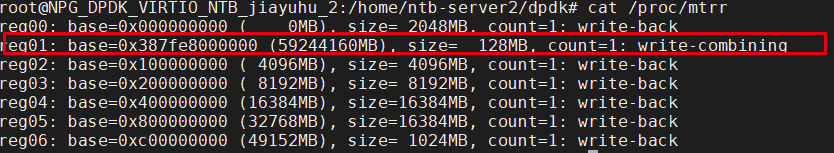 root@NPG_DPDK_VIRTIO_NTB_jiayuhu_2:/home/ntb-server2/dpdk# cat /proc/mtrr
reg00: base=0x000000000 (    0MB), size= 2048MB, count=1: write-back
reg01: base=0x387fe8000000 (59244160MB), size=  128MB, count=1: write-combining
reg02: base=0x100000000 ( 4096MB), size= 4096MB, count=1: write-back
reg03: base=0x200000000 ( 8192MB), size= 8192MB, count=1: write-back
reg04: base=0x400000000 (16384MB), size=16384MB, count=1: write-back
reg05: base=0x800000000 (32768MB), size=16384MB, count=1: write-back
reg06: base=0xc00000000 (49152MB), size= 1024MB, count=1: write-back